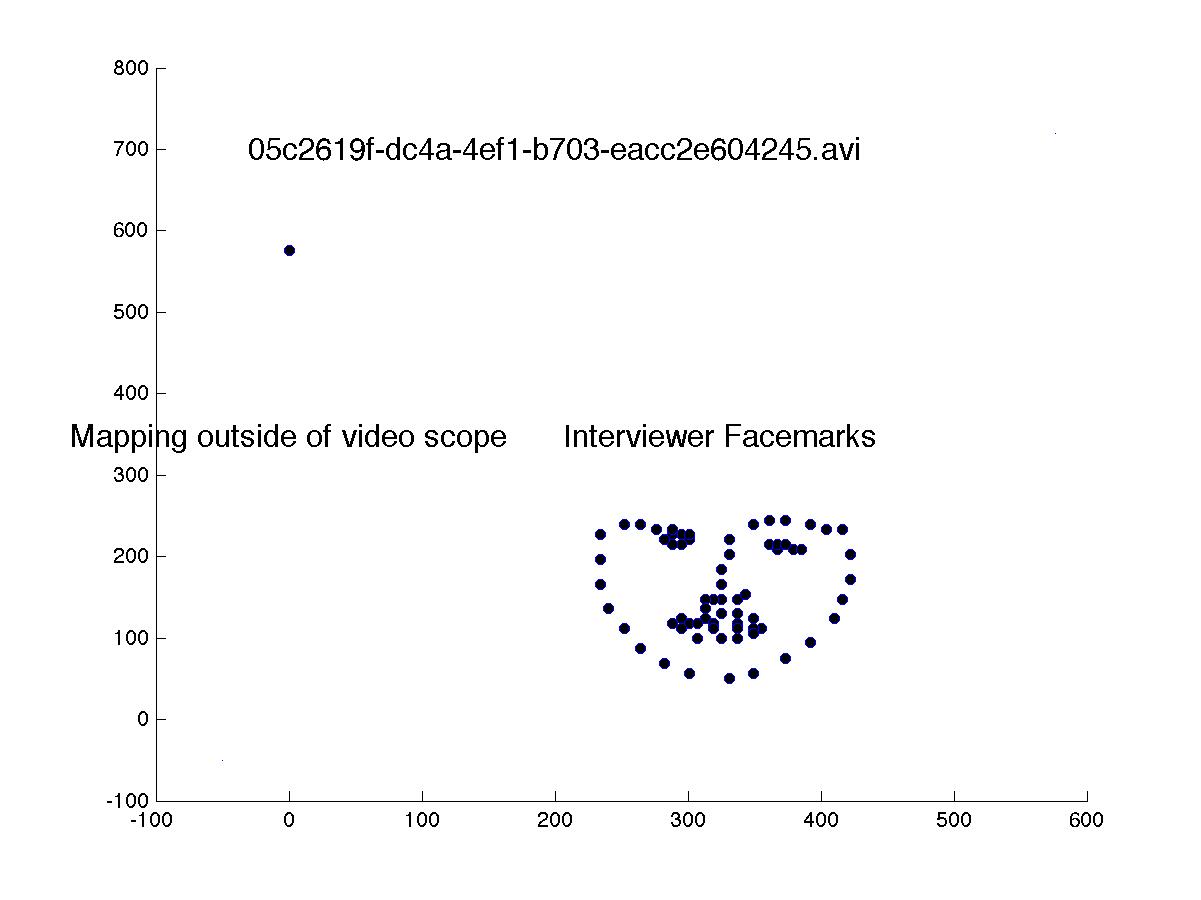 800
700
05c2619f-dc4a-4ef1-b703-eacc2e604245.avi
600
500
400
Mapping outside of video scope
Interviewer Facemarks
300
200
100
0
-100
-100 0 100 200 300 400 500 600